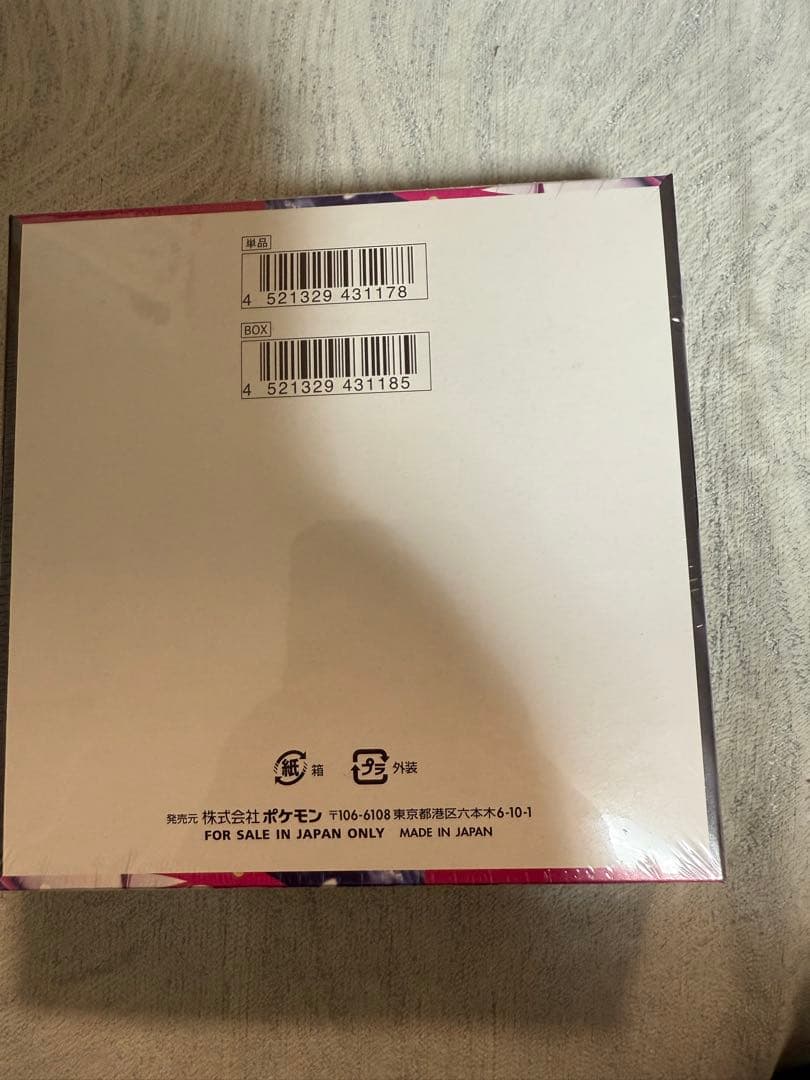 単品
4 521329 431178
BOX
4 521329 431185
紙 箱 プラ 外装
発売元 株式会社ポケモン 〒106-6108 東京都港区六本木6-10-1
FOR SALE IN JAPAN ONLY MADE IN JAPAN